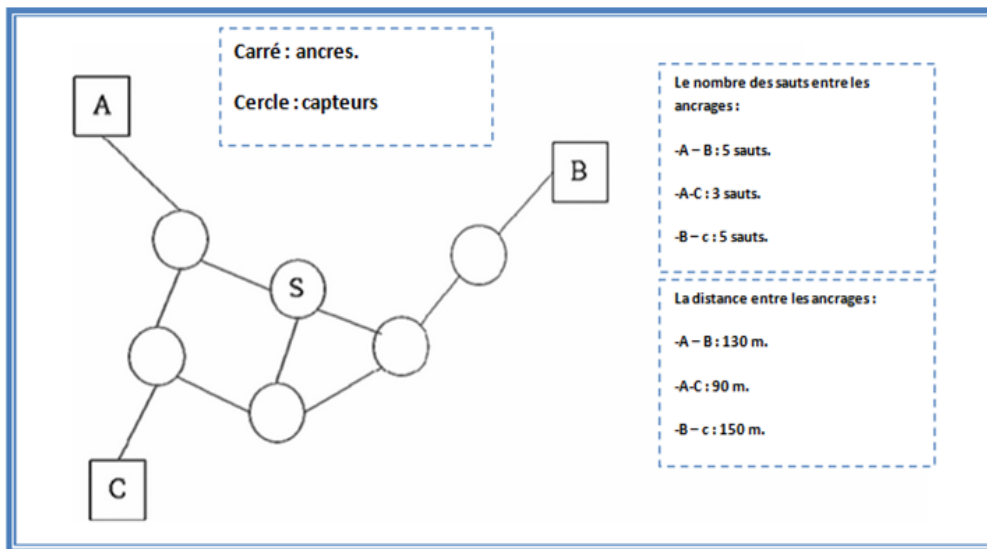 Carré : ancres.
Cercle : capteurs
A
B
S
C
Le nombre des sauts entre les
ancrages :
-A – B : 5 sauts.
-A-C : 3 sauts.
-B – c : 5 sauts.
La distance entre les ancrages :
-A – B : 130 m.
-A-C : 90 m.
-B – c : 150 m.